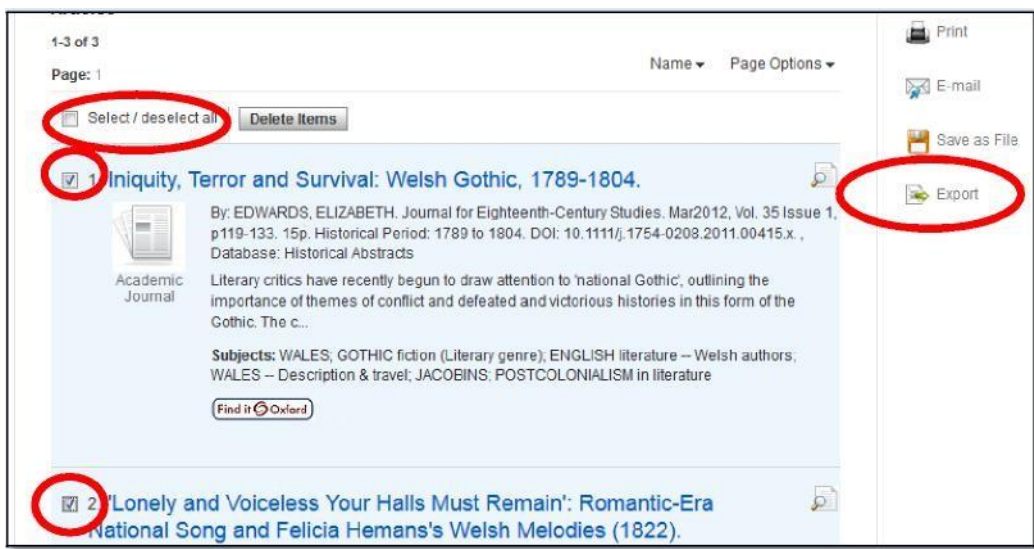 Articles
1-3 of 3
Name Page Options
Page: 1
Select / deselect all Delete Items
1. Iniquity, Terror and Survival: Welsh Gothic, 1789-1804.
By: EDWARDS, ELIZABETH. Journal for Eighteenth-Century Studies. Mar2012, Vol. 35 Issue 1,
p119-133. 15p. Historical Period: 1789 to 1804. DOI: 10.1111/j.1754-0208.2011.00415.x. ,
Database: Historical Abstracts
Academic
Journal
Literary critics have recently begun to draw attention to 'national Gothic', outlining the
importance of themes of conflict and defeated and victorious histories in this form of the
Gothic. The c...
Subjects: WALES; GOTHIC fiction (Literary genre); ENGLISH literature -- Welsh authors;
WALES -- Description & travel; JACOBINS; POSTCOLONIALISM in literature
Find it Oxford
2. 'Lonely and Voiceless Your Halls Must Remain': Romantic-Era
National Song and Felicia Hemans's Welsh Melodies (1822).
Print
E-mail
Save as File
Export